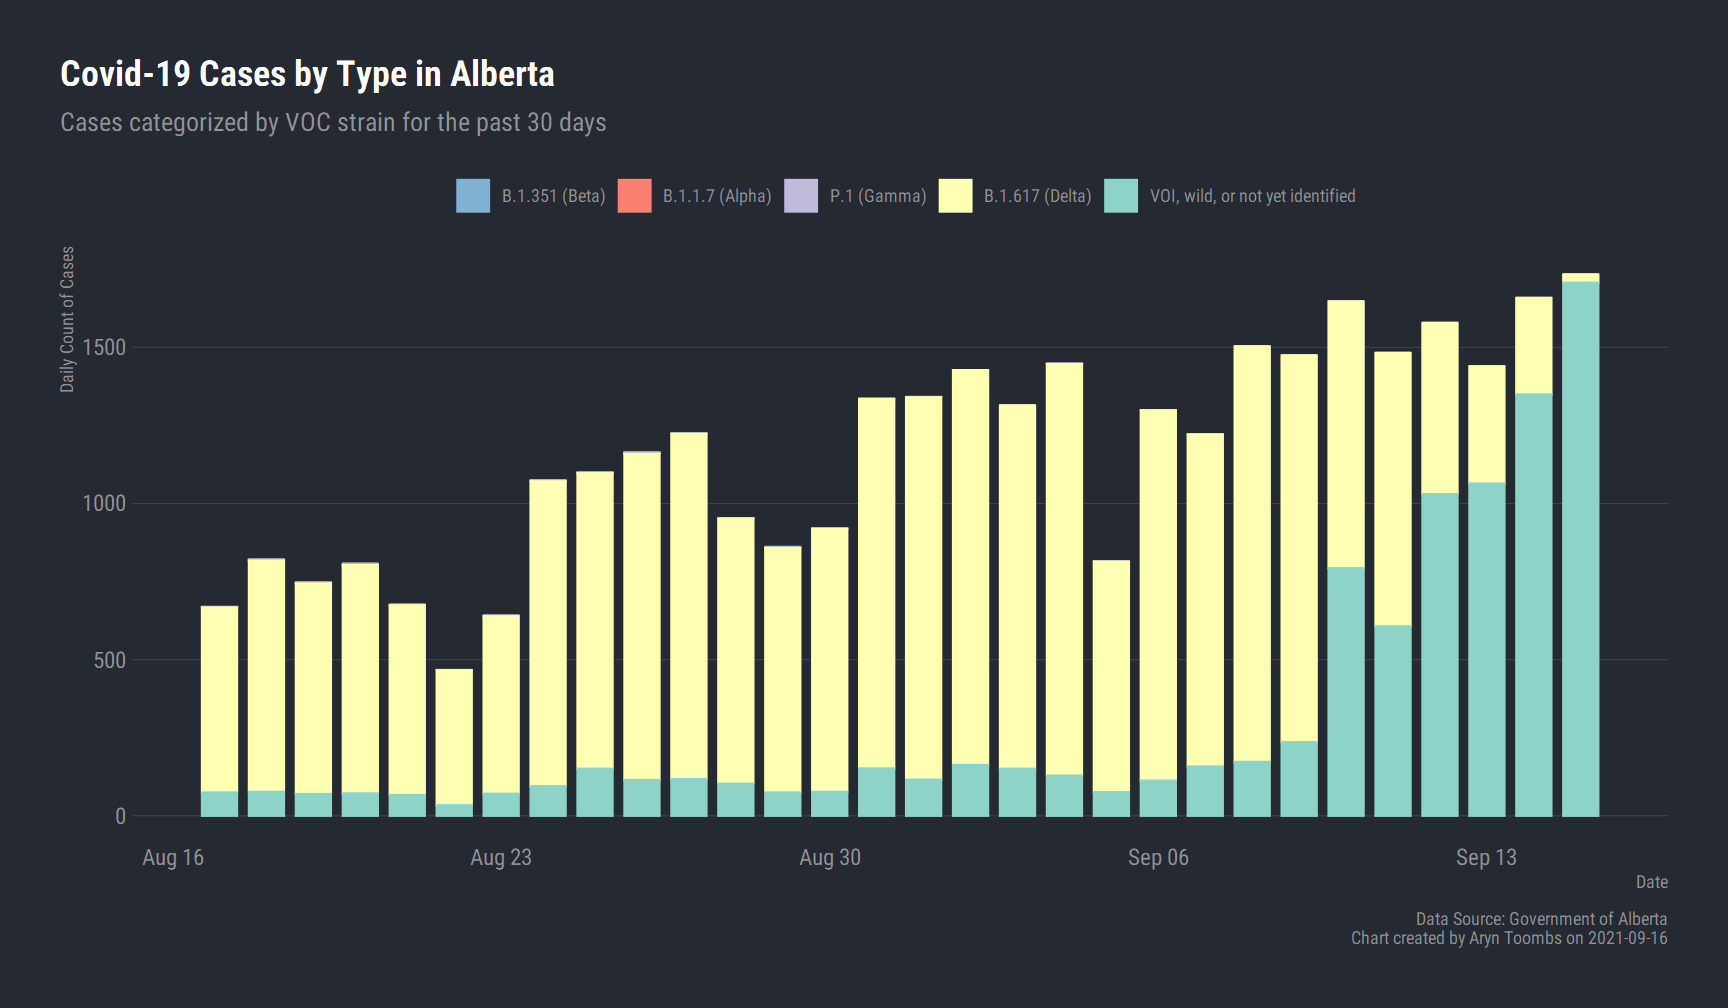 Covid-19 Cases by Type in Alberta
Cases categorized by VOC strain for the past 30 days
B.1.351 (Beta) B.1.1.7 (Alpha) P.1 (Gamma) B.1.617 (Delta) VOI, wild, or not yet identified
Daily Count of Cases
1500
1000
500
0
Aug 16 Aug 23 Aug 30 Sep 06 Sep 13
Date
Data Source: Government of Alberta
Chart created by Aryn Toombs on 2021-09-16